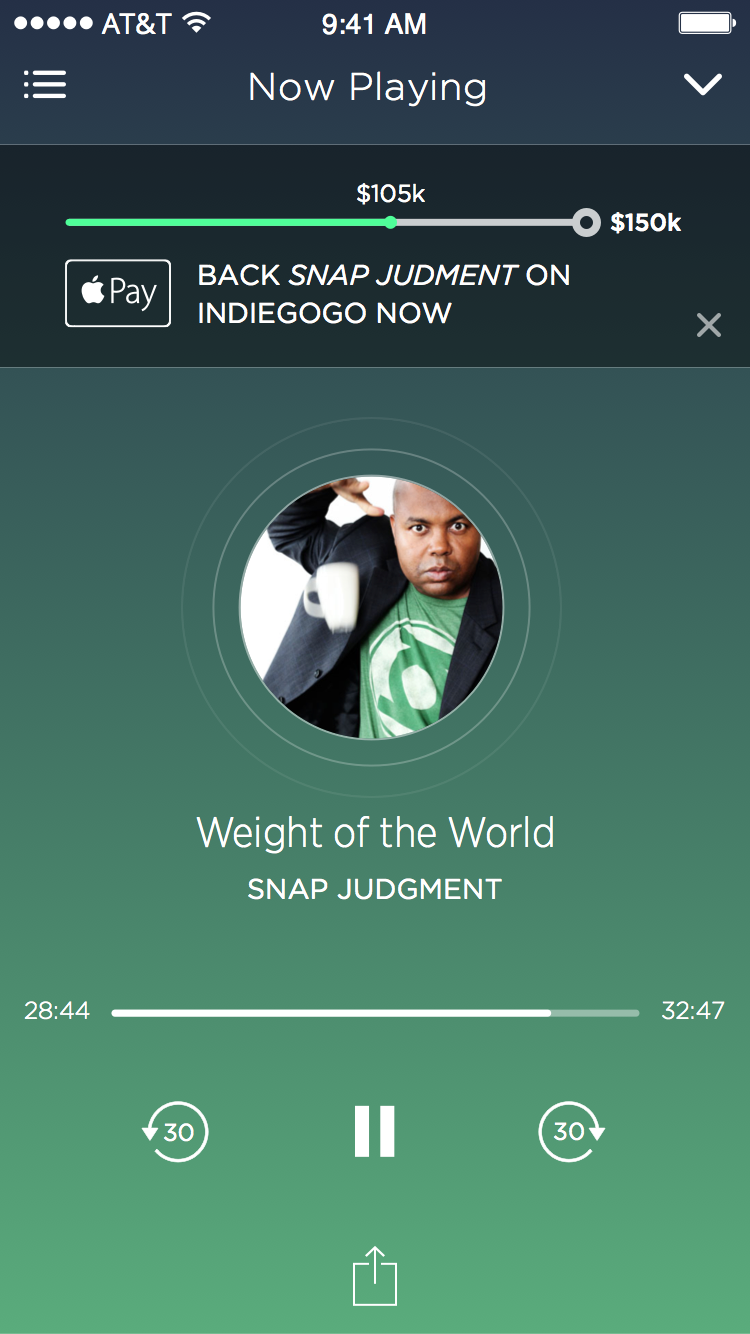 AT&T 9:41 AM
Now Playing
$105k
$150k
Pay
BACK SNAP JUDMENT ON
INDIEGOGO NOW
Weight of the World
SNAP JUDGMENT
28:44 32:47
30 30